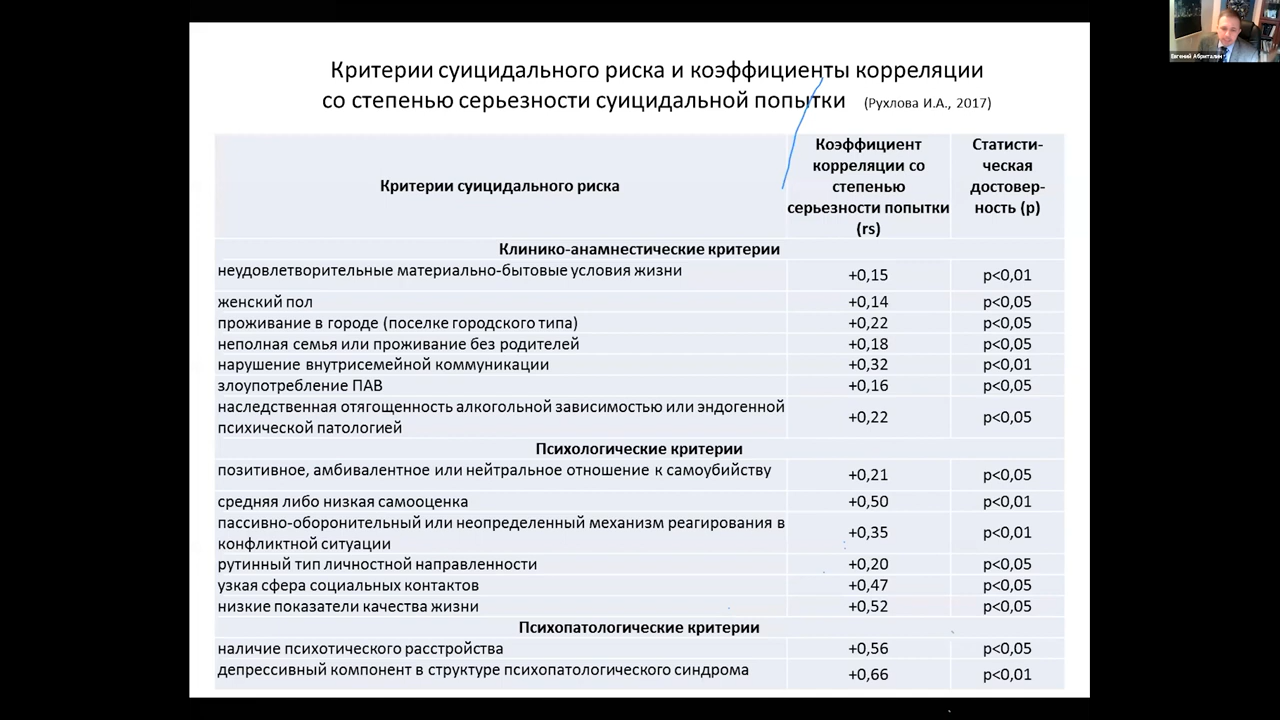 Евгений Абриталин
Критерии суицидального риска и коэффициенты корреляции
со степенью серьезности суицидальной попытки (Рухлова И.А., 2017)
Критерии суицидального риска
Коэффициент
корреляции со
степенью
серьезности попытки
(rs)
Статисти-
ческая
достовер-
ность (p)
Клинико-анамнестические критерии
неудовлетворительные материально-бытовые условия жизни +0,15 p<0,01
женский пол +0,14 p<0,05
проживание в городе (поселке городского типа) +0,22 p<0,05
неполная семья или проживание без родителей +0,18 p<0,05
нарушение внутрисемейной коммуникации +0,32 p<0,01
злоупотребление ПАВ +0,16 p<0,05
наследственная отягощенность алкогольной зависимостью или эндогенной
психической патологией
+0,22 p<0,05
Психологические критерии
позитивное, амбивалентное или нейтральное отношение к самоубийству +0,21 p<0,05
средняя либо низкая самооценка +0,50 p<0,01
пассивно-оборонительный или неопределенный механизм реагирования в
конфликтной ситуации
+0,35 p<0,01
рутинный тип личностной направленности +0,20 p<0,05
узкая сфера социальных контактов +0,47 p<0,05
низкие показатели качества жизни +0,52 p<0,05
Психопатологические критерии
наличие психотического расстройства +0,56 p<0,05
депрессивный компонент в структуре психопатологического синдрома +0,66 p<0,01